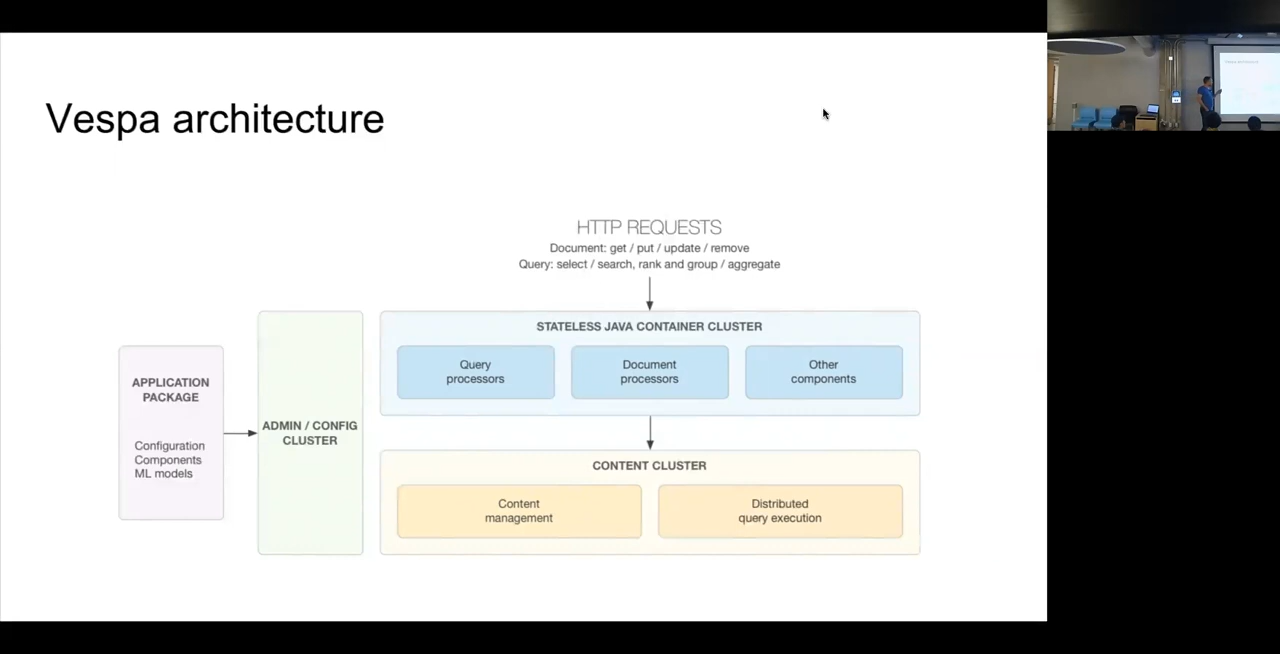 Vespa architecture
HTTP REQUESTS
Document: get / put / update / remove
Query: select / search, rank and group / aggregate
STATELESS JAVA CONTAINER CLUSTER
Query
processors
Document
processors
Other
components
APPLICATION
PACKAGE
Configuration
Components
ML models
ADMIN / CONFIG
CLUSTER
CONTENT CLUSTER
Content
management
Distributed
query execution